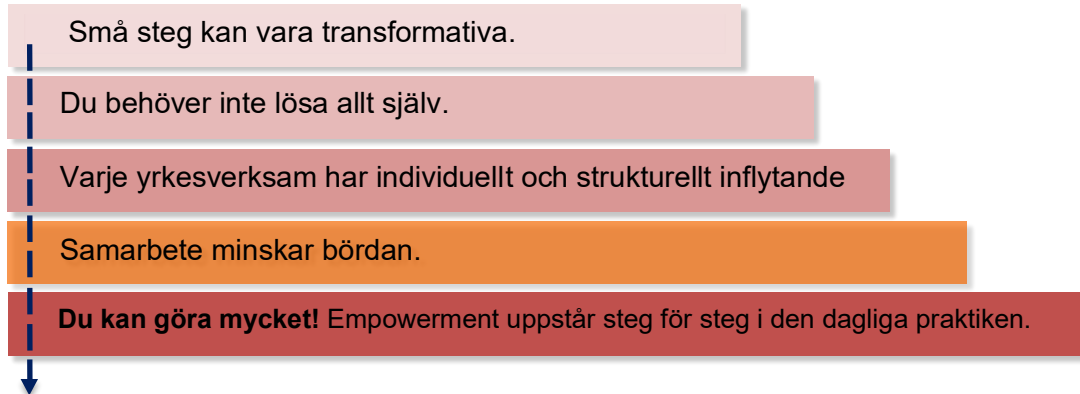 Små steg kan vara transformativa.
Du behöver inte lösa allt själv.
Varje yrkesverksam har individuellt och strukturellt inflytande
Samarbete minskar bördan.
Du kan göra mycket! Empowerment uppstår steg för steg i den dagliga praktiken.